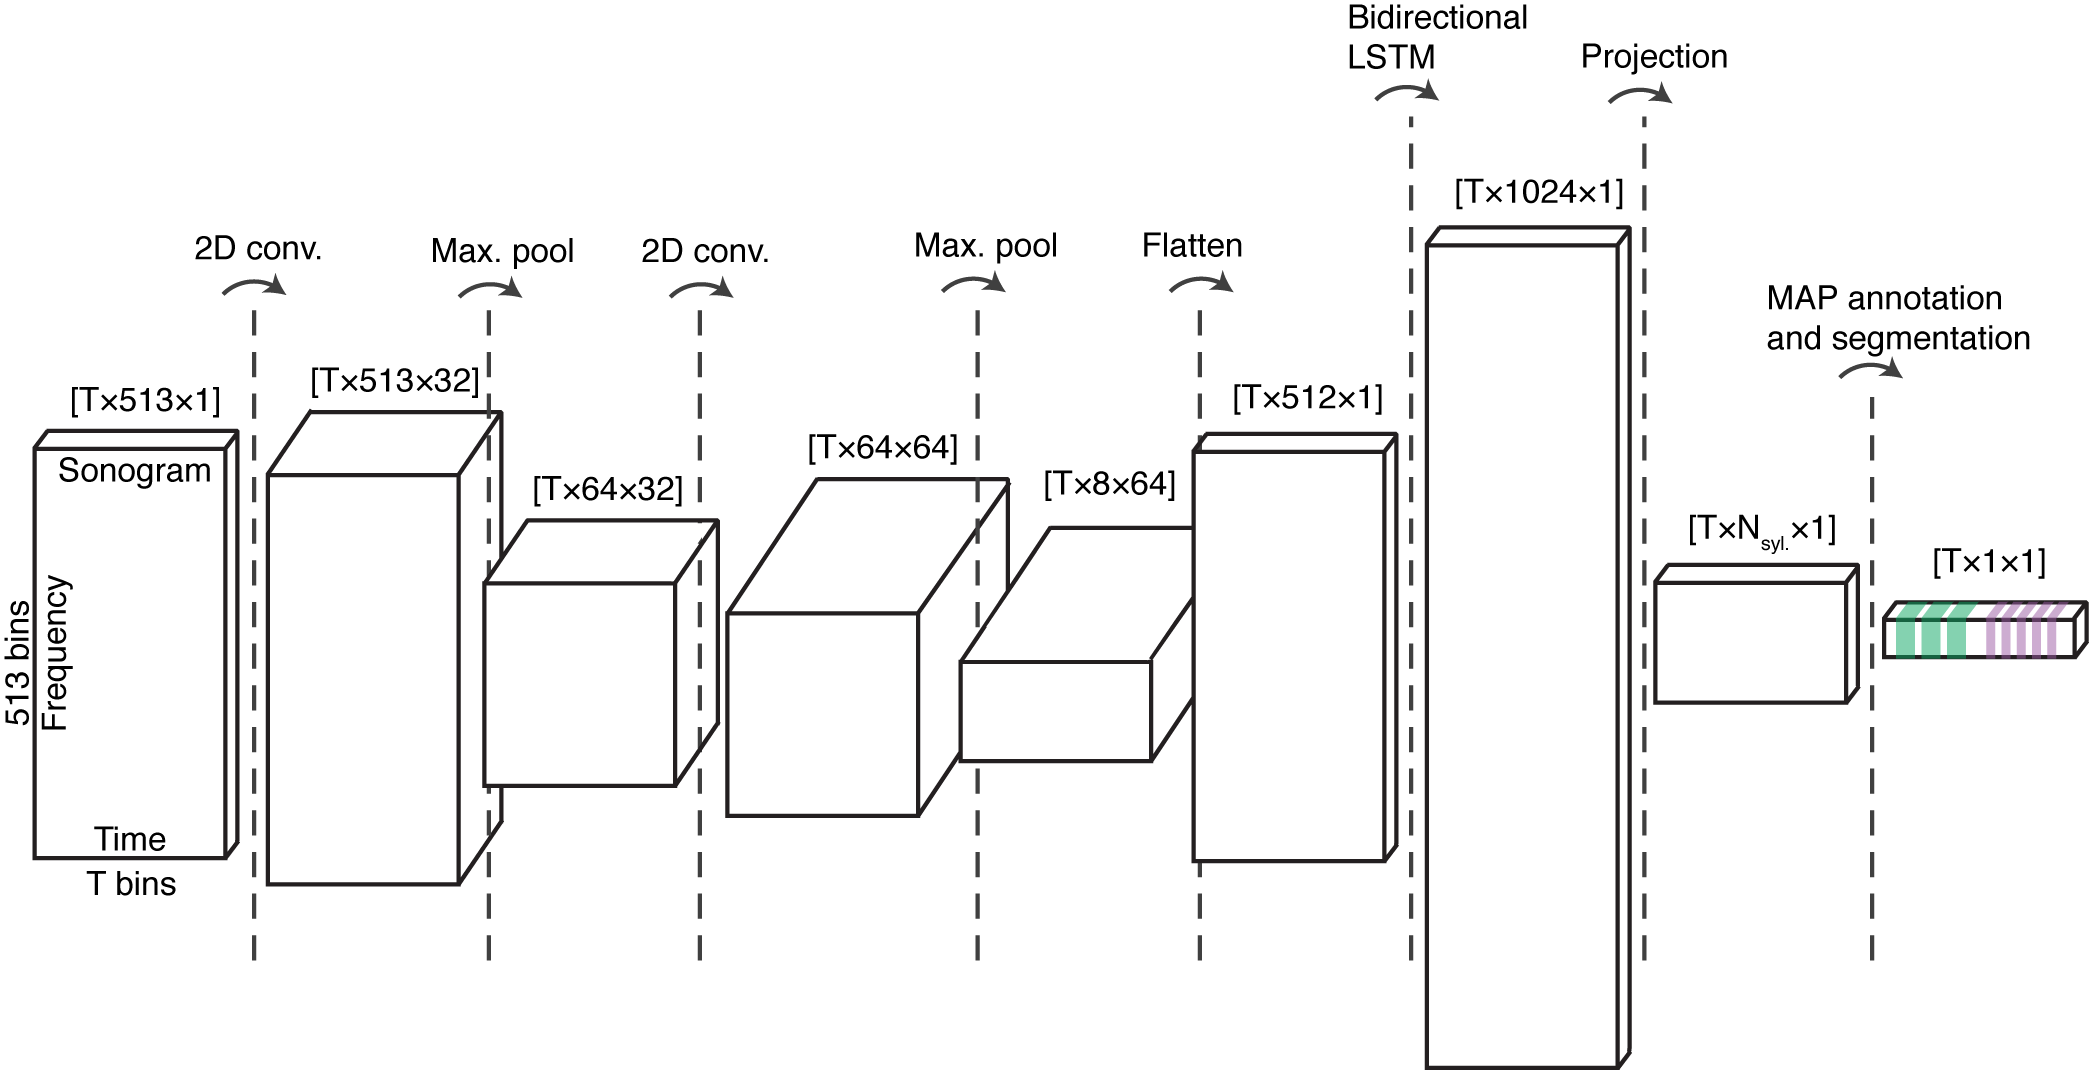 Bidirectional
LSTM
Projection
[T×1024×1]
2D conv.
Max. pool
2D conv.
Max. pool
Flatten
MAP annotation
and segmentation
[T×513×1]
[T×513×32]
[T×64×32]
[T×64×64]
[T×8×64]
[T×512×1]
[T×Nsyl.×1]
[T×1×1]
Sonogram
513 bins
Frequency
Time
T bins